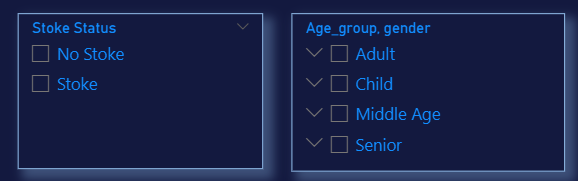 Stoke Status
No Stoke
Stoke
Age_group, gender
Adult
Child
Middle Age
Senior